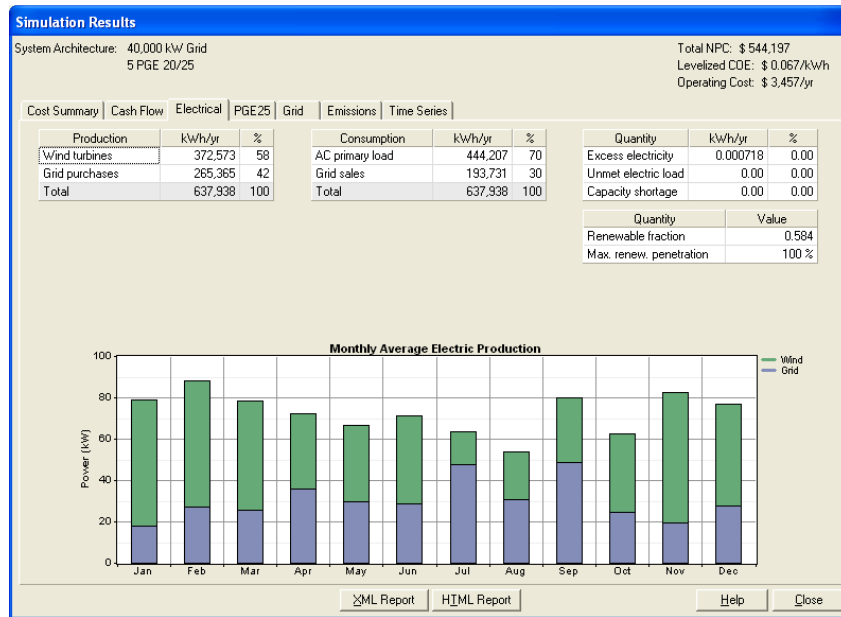 Simulation Results
System Architecture: 40,000 kW Grid
5 PGE 20/25
Total NPC: $ 544,197
Levelized COE: $ 0.067/kWh
Operating Cost: $ 3,457/yr
Cost Summary Cash Flow Electrical PGE25 Grid Emissions Time Series
Production kWh/yr %
Wind turbines 372,573 58
Grid purchases 265,365 42
Total 637,938 100
Consumption kWh/yr %
AC primary load 444,207 70
Grid sales 193,731 30
Total 637,938 100
Quantity kWh/yr %
Excess electricity 0.000718 0.00
Unmet electric load 0.00 0.00
Capacity shortage 0.00 0.00
Quantity Value
Renewable fraction 0.584
Max. renew. penetration 100 %
Monthly Average Electric Production
Wind
Grid
Power (kW)
100
80
60
40
20
0
Jan Feb Mar Apr May Jun Jul Aug Sep Oct Nov Dec
XML Report HTML Report Help Close